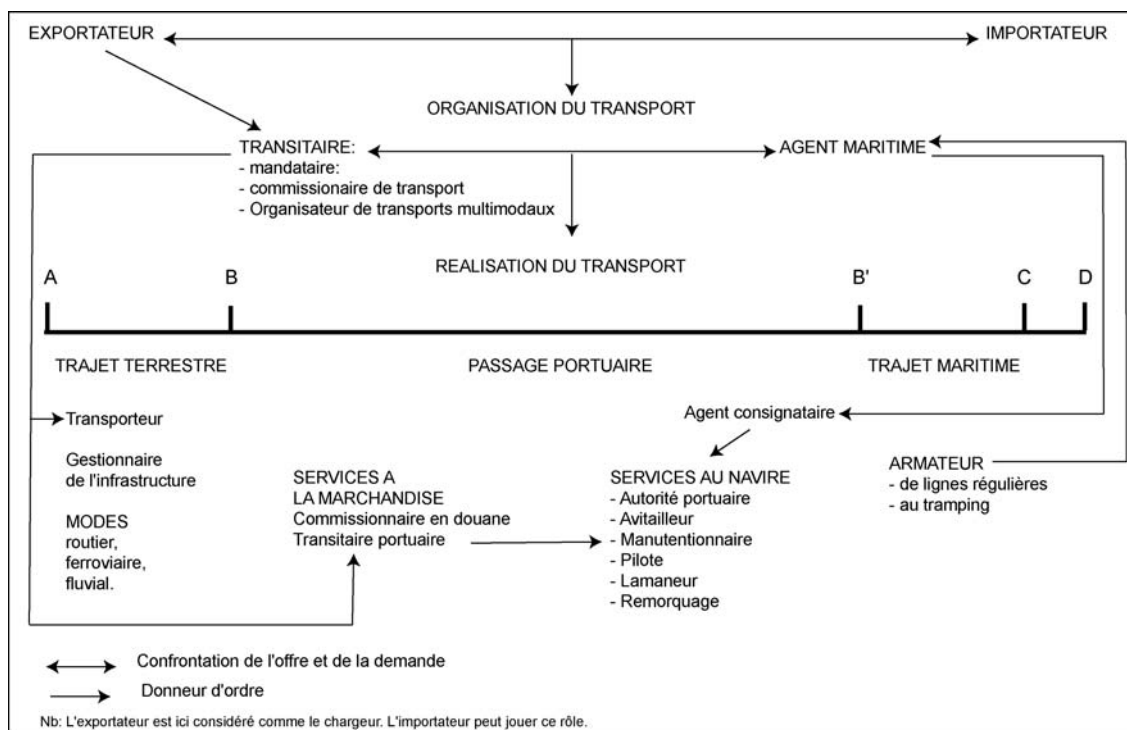 EXPORTATEUR
IMPORTATEUR
ORGANISATION DU TRANSPORT
TRANSITAIRE:
- mandataire:
- commissionaire de transport
- Organisateur de transports multimodaux
AGENT MARITIME
REALISATION DU TRANSPORT
A
B
B'
C
D
TRAJET TERRESTRE
PASSAGE PORTUAIRE
TRAJET MARITIME
Transporteur
Gestionnaire
de l'infrastructure
MODES
routier,
ferroviaire,
fluvial.
SERVICES A
LA MARCHANDISE
Commissionnaire en douane
Transitaire portuaire
Agent consignataire
SERVICES AU NAVIRE
- Autorité portuaire
- Avitailleur
- Manutentionnaire
- Pilote
- Lamaneur
- Remorquage
ARMATEUR
- de lignes régulières
- au tramping
Confrontation de l'offre et de la demande
Donneur d'ordre
Nb: L'exportateur est ici considéré comme le chargeur. L'importateur peut jouer ce rôle.